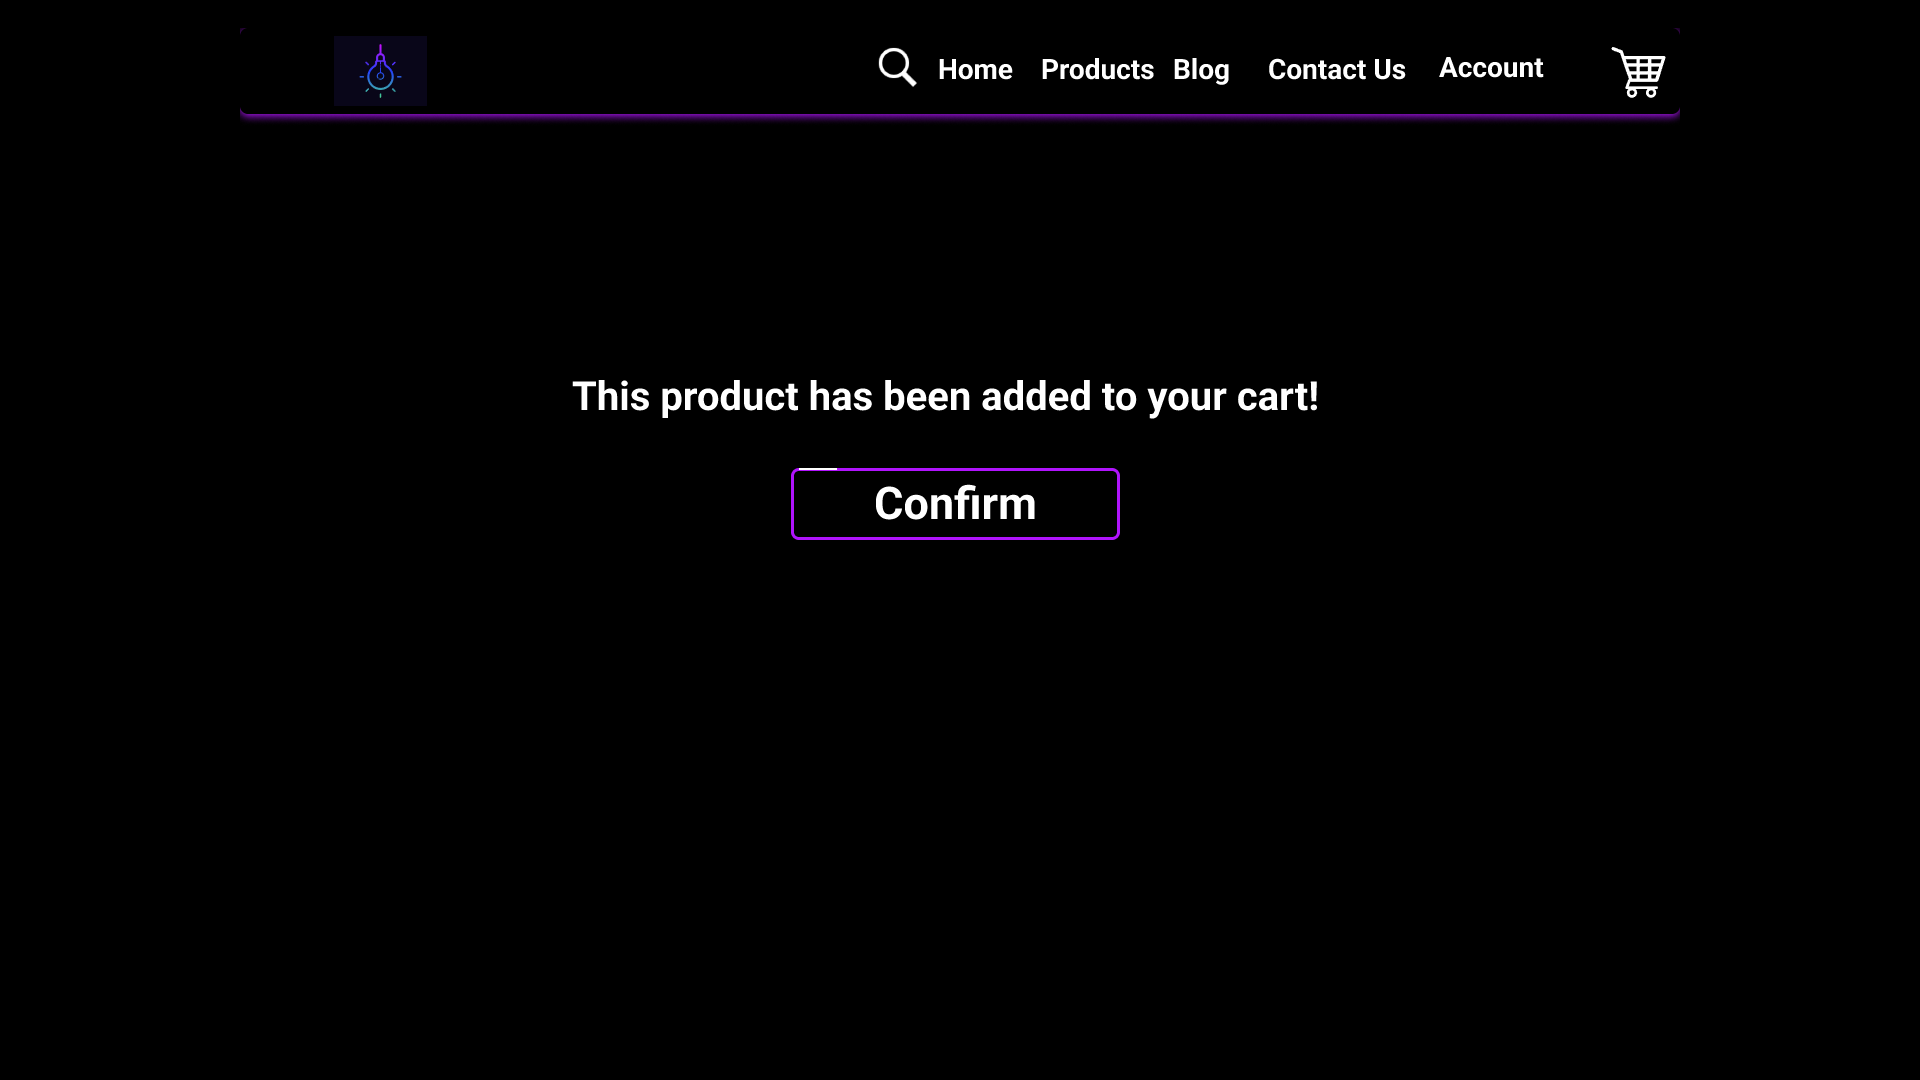 Home Products Blog Contact Us Account
This product has been added to your cart!
Confirm